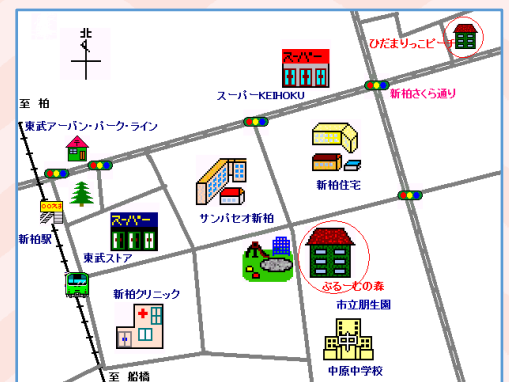 北
ひだまりっこピーナ
スーパー
スーパーKEIHOKU
新柏さくら通り
至 柏
東武アーバン・パーク・ライン
新柏住宅
サンパセオ新柏
スーパー
新柏駅
東武ストア
ぶるーむの森
新柏クリニック
市立朋生園
中原中学校
至 船橋